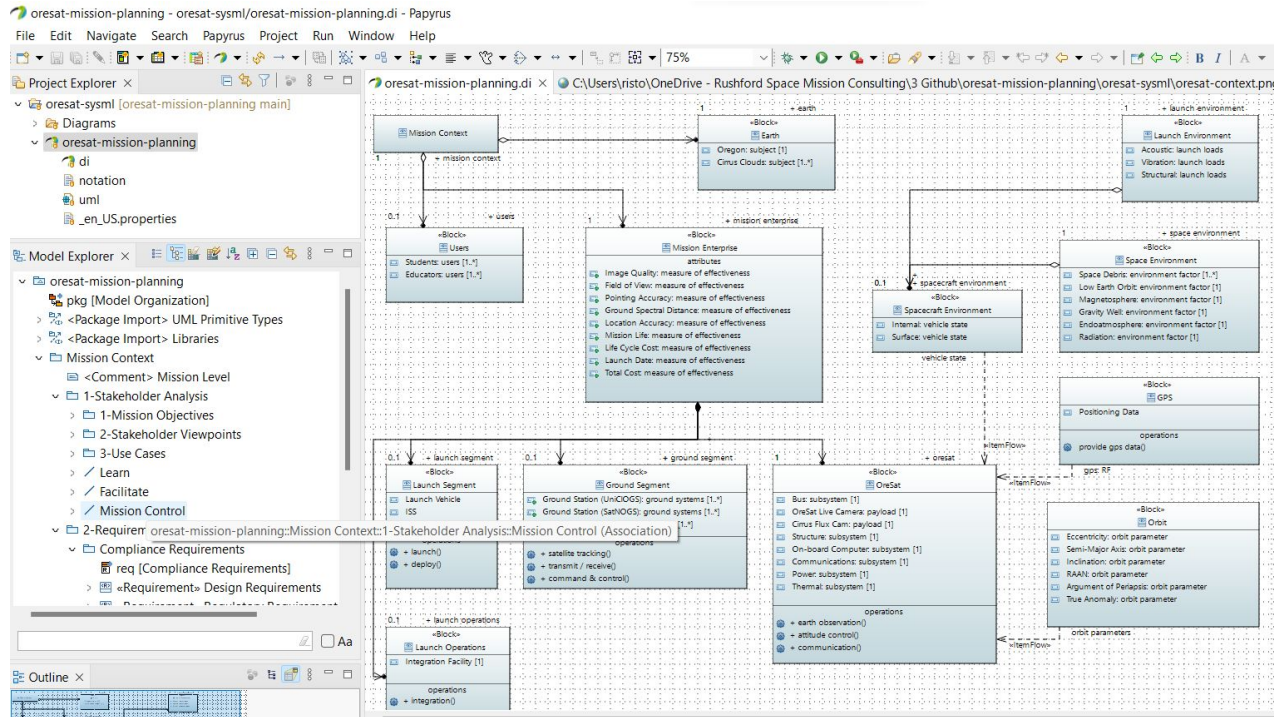 oresat-mission-planning - oresat-sysml/oresat-mission-planning.di - Papyrus
File Edit Navigate Search Papyrus Project Run Window Help
75%
B I A
Project Explorer
oresat-mission-planning.di
C:\Users\risto\OneDrive - Rushford Space Mission Consulting\3 Github\oresat-mission-planning\oresat-sysml\oresat-context.png
oresat-sysml [oresat-mission-planning main]
Diagrams
oresat-mission-planning
di
notation
uml
_en_US.properties
Model Explorer
oresat-mission-planning
pkg [Model Organization]
<Package Import> UML Primitive Types
<Package Import> Libraries
Mission Context
<Comment> Mission Level
1-Stakeholder Analysis
1-Mission Objectives
2-Stakeholder Viewpoints
3-Use Cases
Learn
Facilitate
Mission Control
2-Requirem
oresat-mission-planning::Mission Context::1-Stakeholder Analysis::Mission Control (Association)
Compliance Requirements
req [Compliance Requirements]
«Requirement» Design Requirements
Aa
Outline
Mission Context
1
+ mission context
1
+ earth
«Block»
Earth
Oregon: subject [1]
Cirrus Clouds: subject [1..*]
1
+ launch environment
«Block»
Launch Environment
Acoustic: launch loads
Vibration: launch loads
Structural: launch loads
0..1
+ users
«Block»
Users
Students: users [1..*]
Educators: users [1..*]
1
+ mission enterprise
«Block»
Mission Enterprise
attributes
Image Quality: measure of effectiveness
Field of View: measure of effectiveness
Pointing Accuracy: measure of effectiveness
Ground Spectral Distance: measure of effectiveness
Location Accuracy: measure of effectiveness
Mission Life: measure of effectiveness
Life Cycle Cost: measure of effectiveness
Launch Date: measure of effectiveness
Total Cost: measure of effectiveness
1
+ space environment
«Block»
Space Environment
Space Debris: environment factor [1..*]
Low Earth Orbit: environment factor [1]
Magnetosphere: environment factor [1]
Gravity Well: environment factor [1]
Endoatmosphere: environment factor [1]
Radiation: environment factor [1]
0..1
+ spacecraft environment
«Block»
Spacecraft Environment
Internal: vehicle state
Surface: vehicle state
vehicle state
«Block»
GPS
Positioning Data
operations
provide gps data()
gps: RF
«ItemFlow»
«ItemFlow»
0..1
+ launch segment
«Block»
Launch Segment
Launch Vehicle
ISS
operations
+ launch()
+ deploy()
0..1
+ ground segment
«Block»
Ground Segment
Ground Station (UniClOGS): ground systems [1..*]
Ground Station (SatNOGS): ground systems [1..*]
[1..*]
operations
+ satellite tracking()
+ transmit / receive()
+ command & control()
1
+ oresat
«Block»
OreSat
Bus: subsystem [1]
OreSat Live Camera: payload [1]
Cirrus Flux Cam: payload [1]
Structure: subsystem [1]
On-board Computer: subsystem [1]
Communications: subsystem [1]
Power: subsystem [1]
Thermal: subsystem [1]
operations
+ earth observation()
+ attitude control()
+ communication()
«Block»
Orbit
Eccentricity: orbit parameter
Semi-Major Axis: orbit parameter
Inclination: orbit parameter
RAAN: orbit parameter
Argument of Periapsis: orbit parameter
True Anomaly: orbit parameter
orbit parameters
«ItemFlow»
0..1
+ launch operations
«Block»
Launch Operations
Integration Facility [1]
operations
+ integration()